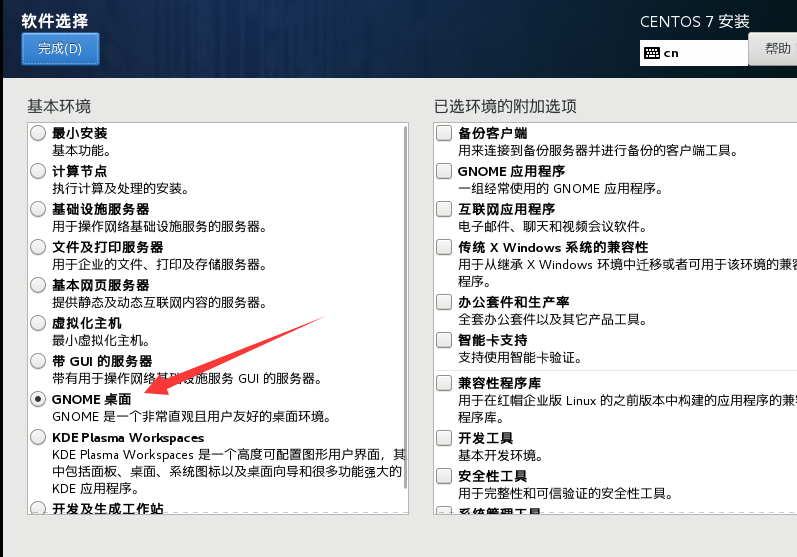 软件选择
CENTOS 7 安装
完成(D)
cn
帮助
基本环境
最小安装
基本功能。
计算节点
执行计算及处理的安装。
基础设施服务器
用于操作网络基础设施服务的服务器。
文件及打印服务器
用于企业的文件、打印及存储服务器。
基本网页服务器
提供静态及动态互联网内容的服务器。
虚拟化主机
最小虚拟化主机。
带 GUI 的服务器
带有用于操作网络基础设施服务 GUI 的服务器。
GNOME 桌面
GNOME 是一个非常直观且用户友好的桌面环境。
KDE Plasma Workspaces
KDE Plasma Workspaces 是一个高度可配置图形用户界面，其
中包括面板、桌面、系统图标以及桌面向导和很多功能强大的
KDE 应用程序。
开发及生成工作站
已选环境的附加选项
备份客户端
用来连接到备份服务器并进行备份的客户端工具。
GNOME 应用程序
一组经常使用的 GNOME 应用程序。
互联网应用程序
电子邮件、聊天和视频会议软件。
传统 X Windows 系统的兼容性
用于从继承 X Windows 环境中迁移或者可用于该环境的兼容
程序。
办公套件和生产率
全套办公套件以及其它产品工具。
智能卡支持
支持使用智能卡验证。
兼容性程序库
用于在红帽企业版 Linux 的之前版本中构建的应用程序的兼
程序库。
开发工具
基本开发环境。
安全性工具
用于完整性和可信验证的安全性工具。
系统管理工具